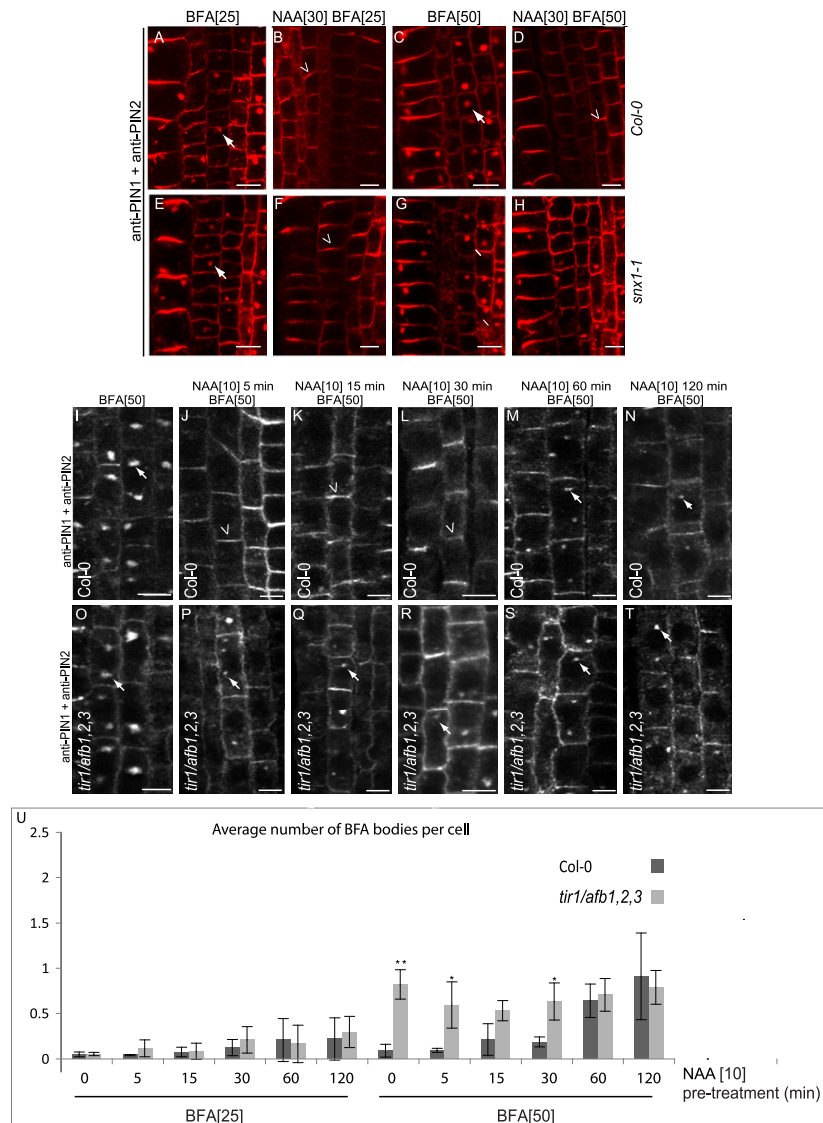 BFA[25]
NAA[30] BFA[25]
BFA[50]
NAA[30] BFA[50]
A
B
C
D
Col-0
anti-PIN1 + anti-PIN2
E
F
G
H
snx1-1
BFA[50]
NAA[10] 5 min
BFA[50]
NAA[10] 15 min
BFA[50]
NAA[10] 30 min
BFA[50]
NAA[10] 60 min
BFA[50]
NAA[10] 120 min
BFA[50]
anti-PIN1 + anti-PIN2
I
Col-0
J
Col-0
K
Col-0
L
Col-0
M
Col-0
N
Col-0
anti-PIN1 + anti-PIN2
O
tir1/afb1,2,3
P
tir1/afb1,2,3
Q
tir1/afb1,2,3
R
tir1/afb1,2,3
S
tir1/afb1,2,3
T
tir1/afb1,2,3
U
Average number of BFA bodies per cell
2.5
2
1.5
1
0.5
0
Col-0
tir1/afb1,2,3
**
*
*
0 5 15 30 60 120 0 5 15 30 60 120
NAA [10]
pre-treatment (min)
BFA[25]
BFA[50]